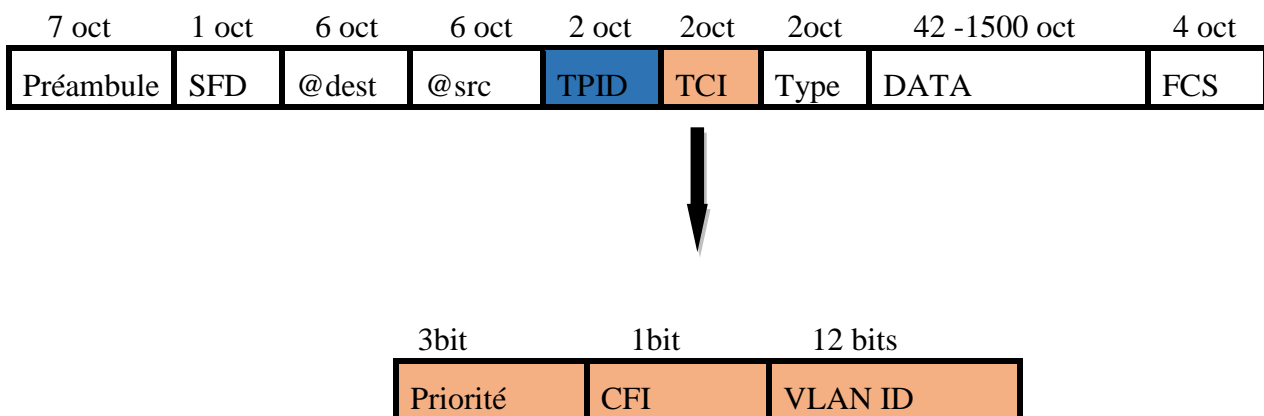 7 oct 1 oct 6 oct 6 oct 2 oct 2oct 2oct 42 -1500 oct 4 oct
Préambule SFD @dest @src TPID TCI Type DATA FCS
3bit 1bit 12 bits
Priorité CFI VLAN ID